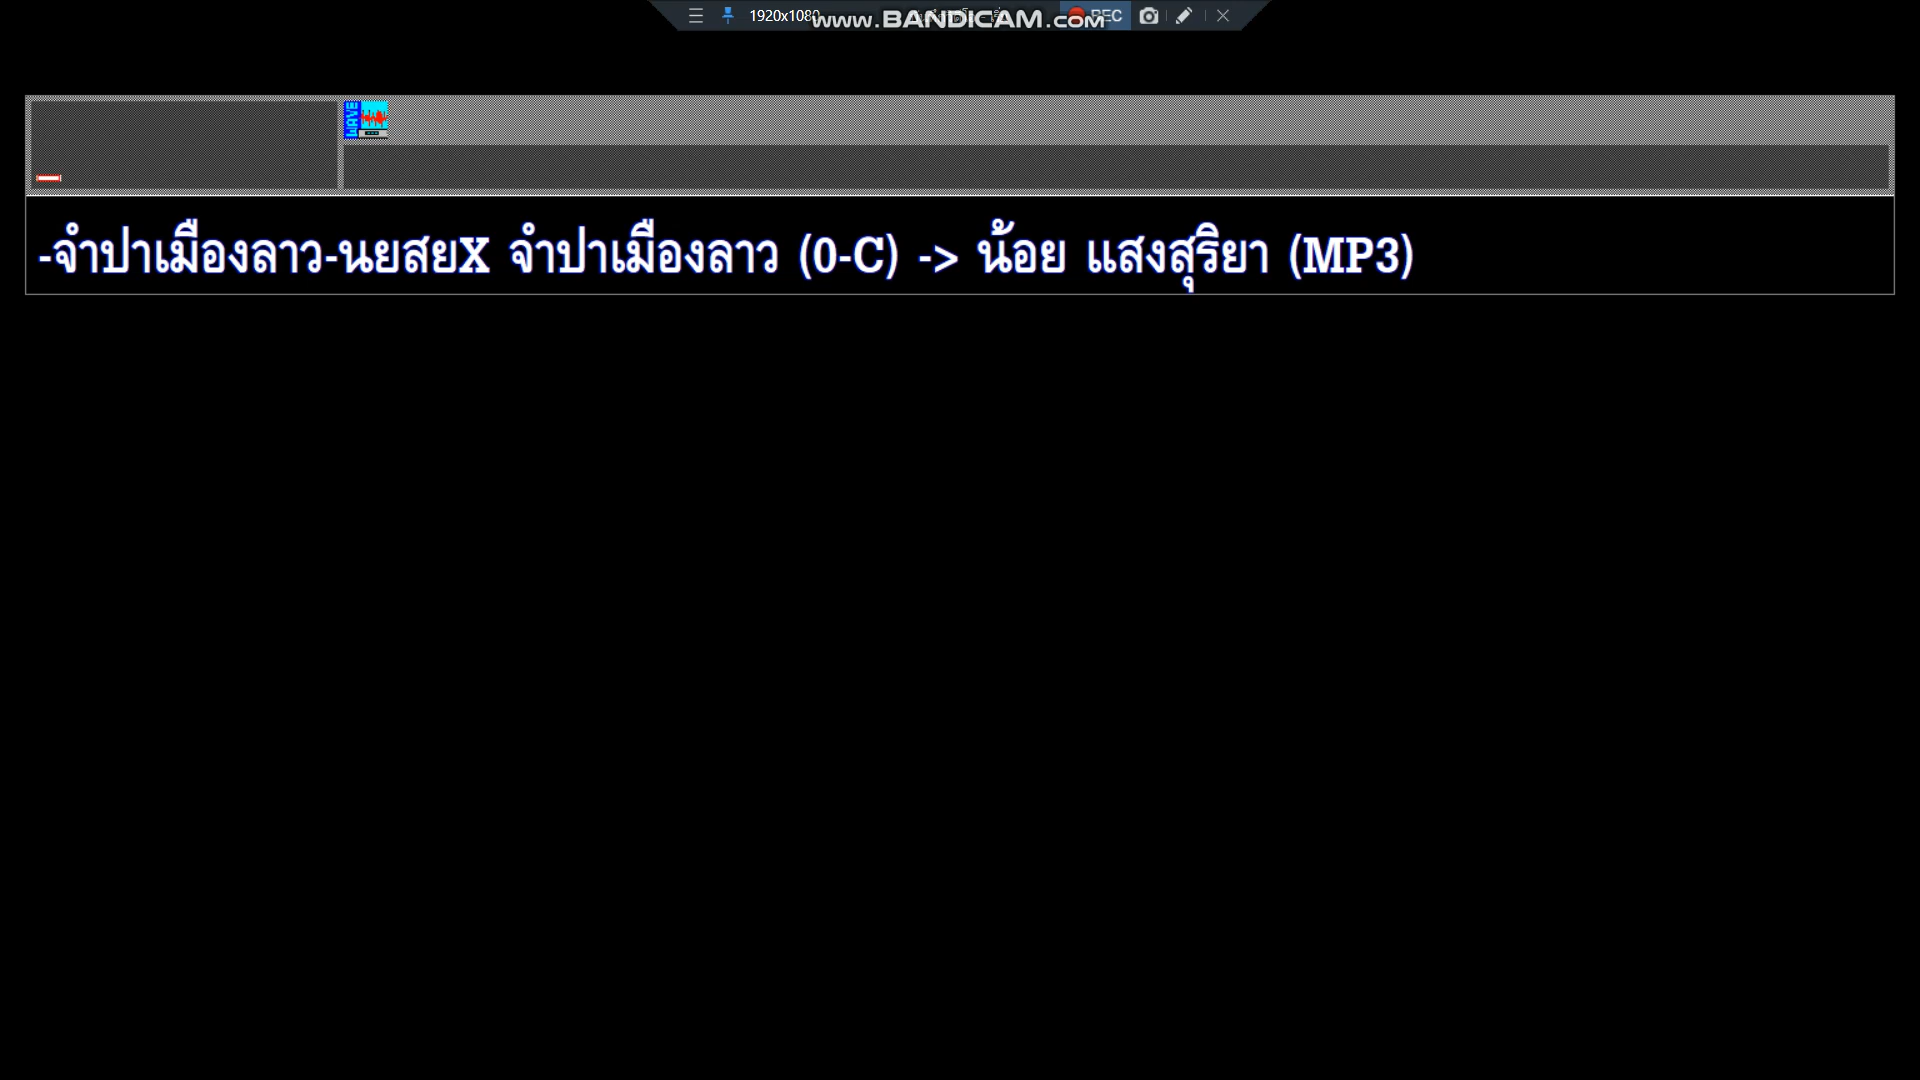 1920x1080
www.BANDICAM.com
REC
WAVE
-จำปาเมืองลาว-นยสยX จำปาเมืองลาว (0-C) -> น้อย แสงสุริยา (MP3)